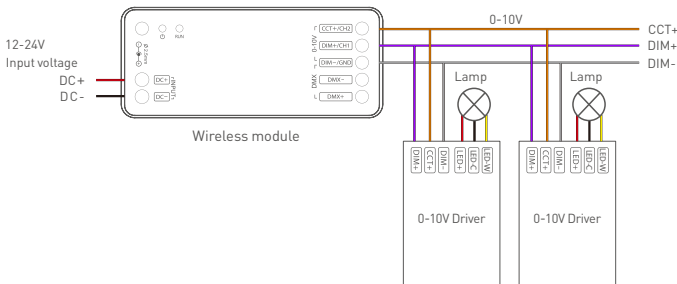 0-10V
CCT+
DIM+
DIM-
12-24V
Input voltage
DC+
DC-
RUN
CCT+/CH2
DIM+/CH1
DIM-/GND
DMX-
DMX+
0-10V
DMX
DC+
DC-
INPUT
Wireless module
Lamp
Lamp
DIM+
CCT+
DIM-
LED+
LED-C
LED-W
DIM+
CCT+
DIM-
LED+
LED-C
LED-W
0-10V Driver
0-10V Driver